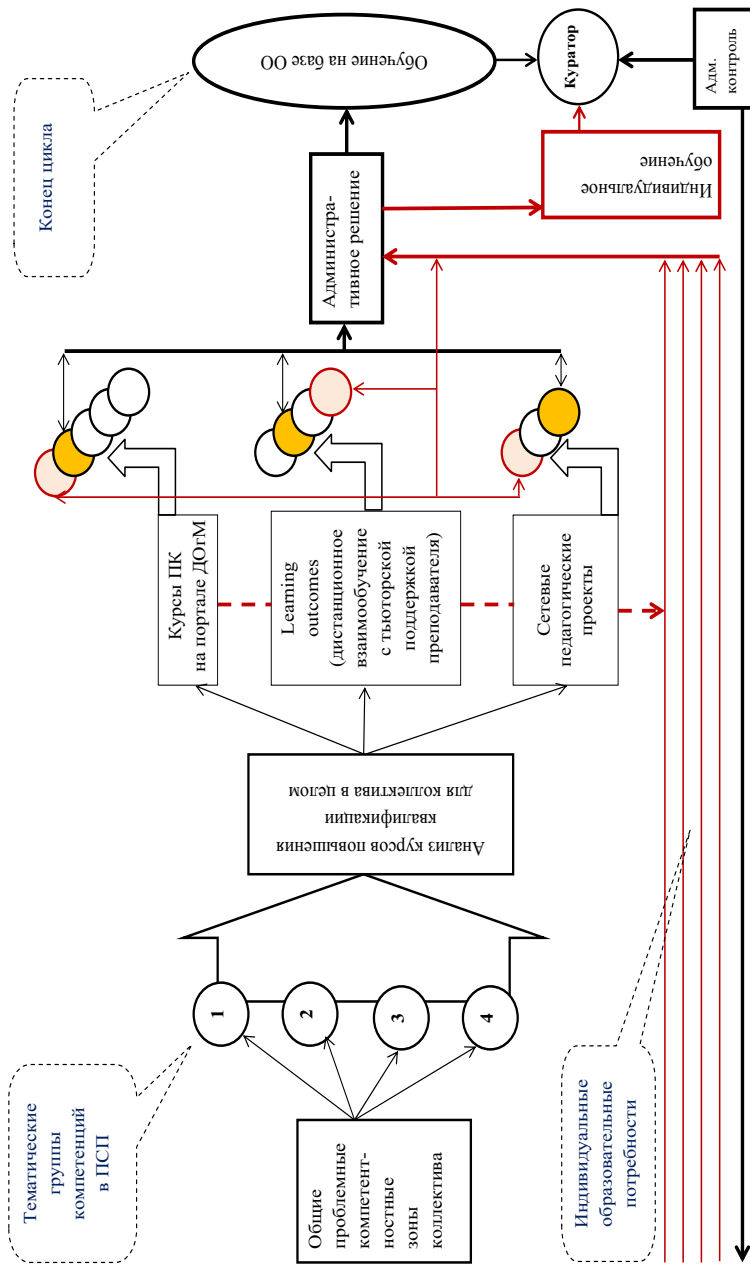 Тематические
группы
компетенций
в ПСП
Конец цикла
Общие
проблемные
компетент-
ностные
зоны
коллектива
1
2
3
4
Анализ курсов повышения
квалификации
для коллектива в целом
Курсы ПК
на портале ДОгМ
Learning
outcomes
(дистанционное
взаимообучение
с тьюторской
поддержкой
преподавателя)
Сетевые
педагогические
проекты
Администра-
тивное решение
Обучение на базе ОО
Куратор
Индивидуальное
обучение
Адм.
контроль
Индивидуальные
образовательные
потребности